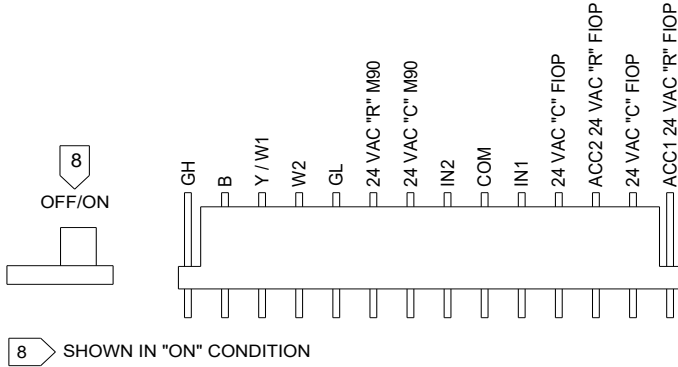 8
OFF/ON
GH
B
Y / W1
W2
GL
24 VAC "R" M90
24 VAC "C" M90
IN2
COM
IN1
24 VAC "C" FIOP
ACC2 24 VAC "R" FIOP
24 VAC "C" FIOP
ACC1 24 VAC "R" FIOP
8 SHOWN IN "ON" CONDITION